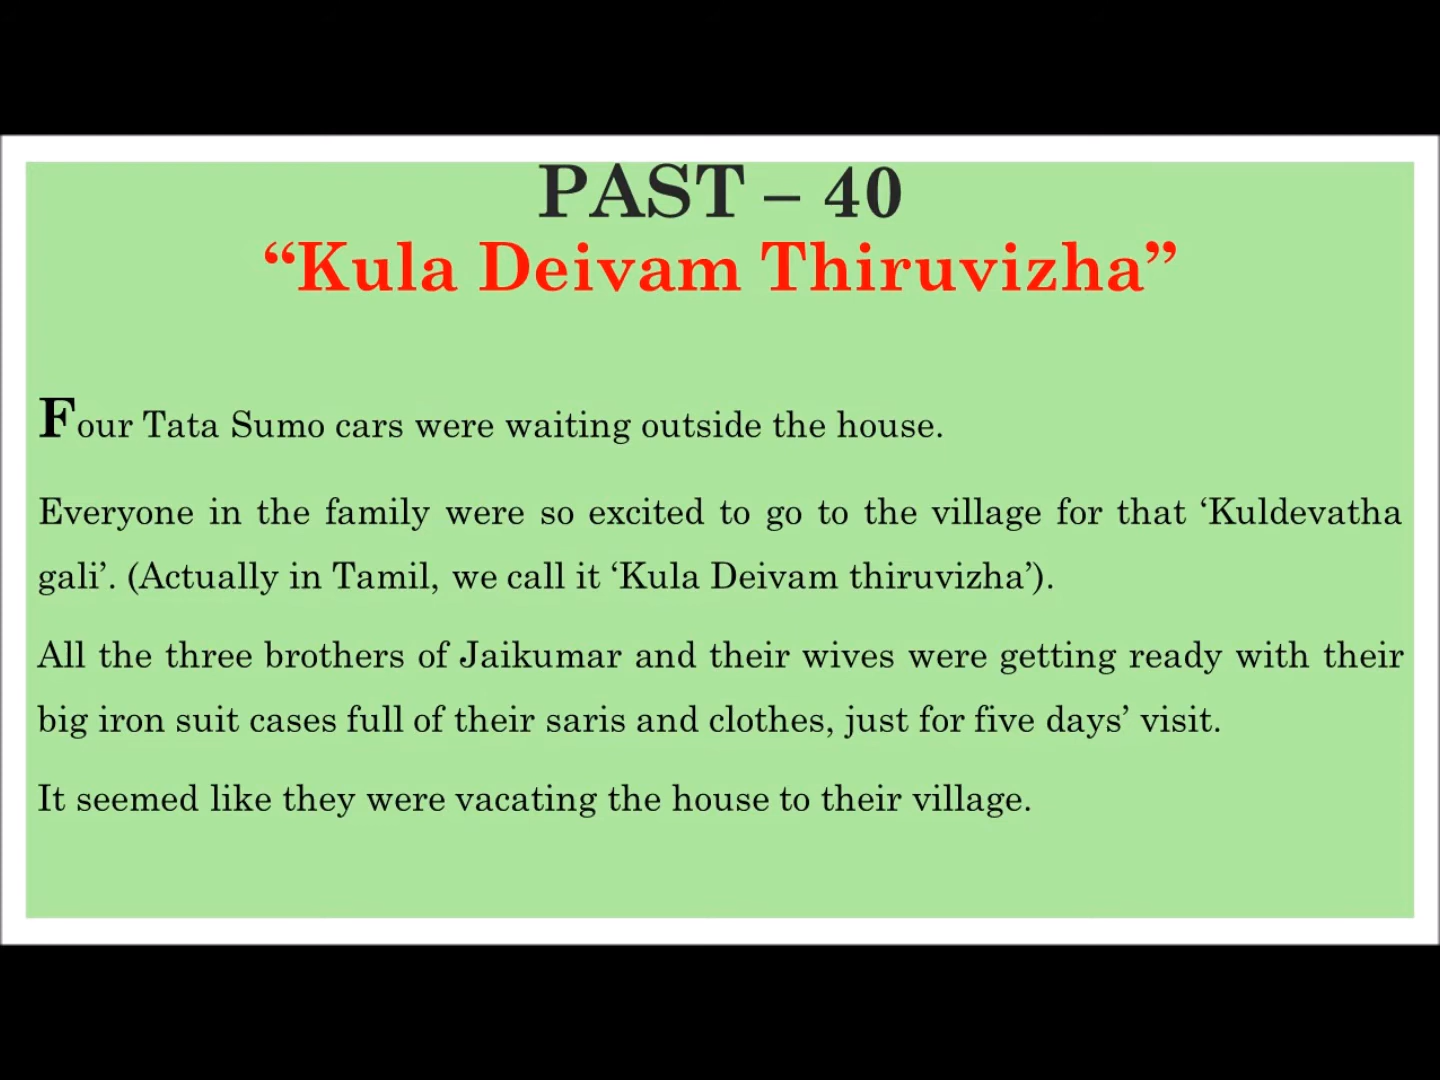 PAST – 40
“Kula Deivam Thiruvizha”
Four Tata Sumo cars were waiting outside the house.
Everyone in the family were so excited to go to the village for that ‘Kuldevatha
gali’. (Actually in Tamil, we call it ‘Kula Deivam thiruvizha’).
All the three brothers of Jaikumar and their wives were getting ready with their
big iron suit cases full of their saris and clothes, just for five days’ visit.
It seemed like they were vacating the house to their village.